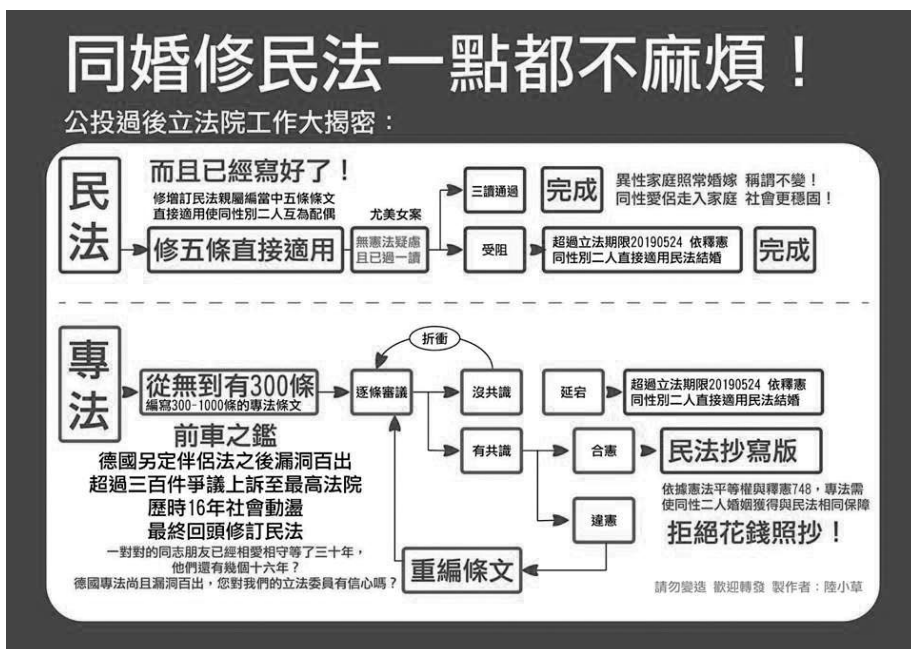 同婚修民法一點都不麻煩！
公投過後立法院工作大揭密：
民法
而且已經寫好了！
修增訂民法親屬編當中五條條文
直接適用使同性別二人互為配偶
修五條直接適用
尤美女案
無憲法疑慮
且已過一讀
三讀通過
完成
異性家庭照常婚嫁 稱謂不變！
同性愛侶走入家庭 社會更穩固！
受阻
超過立法期限20190524 依釋憲
同性別二人直接適用民法結婚
完成
專法
從無到有300條
編寫300-1000條的專法條文
前車之鑑
德國另定伴侶法之後漏洞百出
超過三百件爭議上訴至最高法院
歷時16年社會動盪
最終回頭修訂民法
一對對的同志朋友已經相愛相守等了三十年，
他們還有幾個十六年？
德國專法尚且漏洞百出，您對我們的立法委員有信心嗎？
折衝
逐條審議
沒共識
延宕
超過立法期限20190524 依釋憲
同性別二人直接適用民法結婚
有共識
合憲
民法抄寫版
依據憲法平等權與釋憲748，專法需
使同性二人婚姻獲得與民法相同保障
拒絕花錢照抄！
違憲
重編條文
請勿變造 歡迎轉發 製作者：陸小草